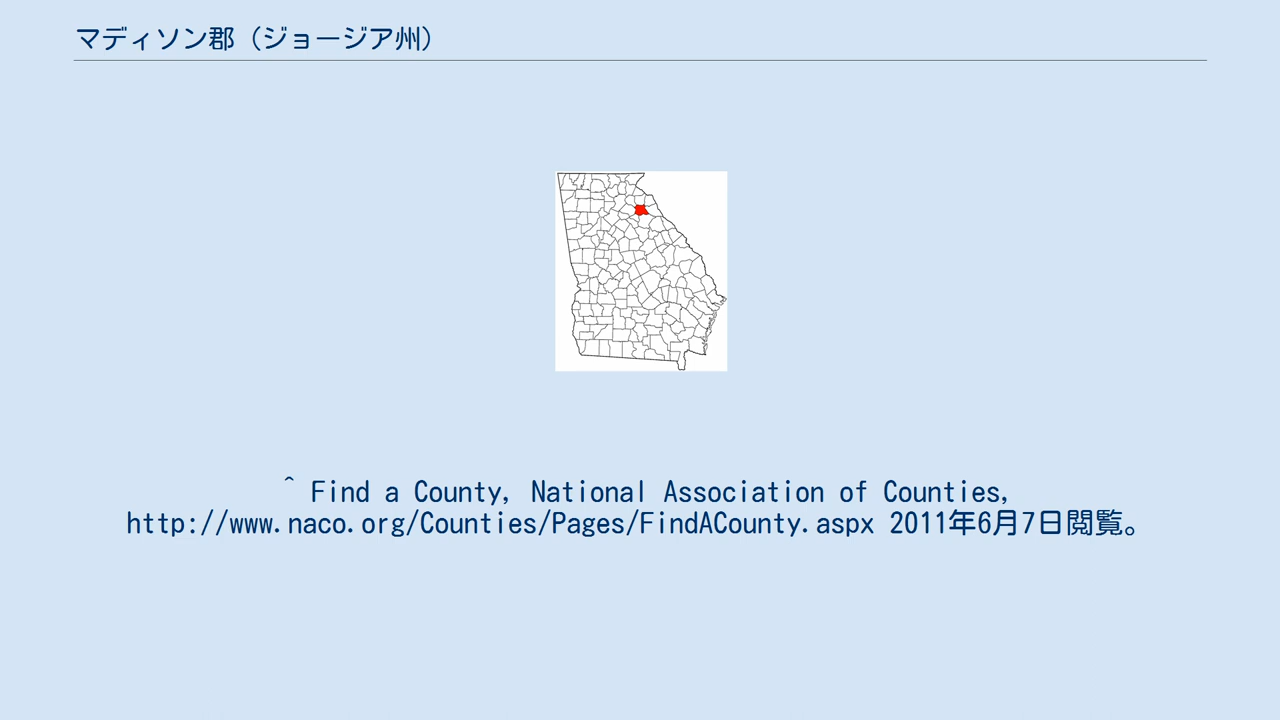 マディソン郡（ジョージア州）
^ Find a County, National Association of Counties,
http://www.naco.org/Counties/Pages/FindACounty.aspx 2011年6月7日閲覧。